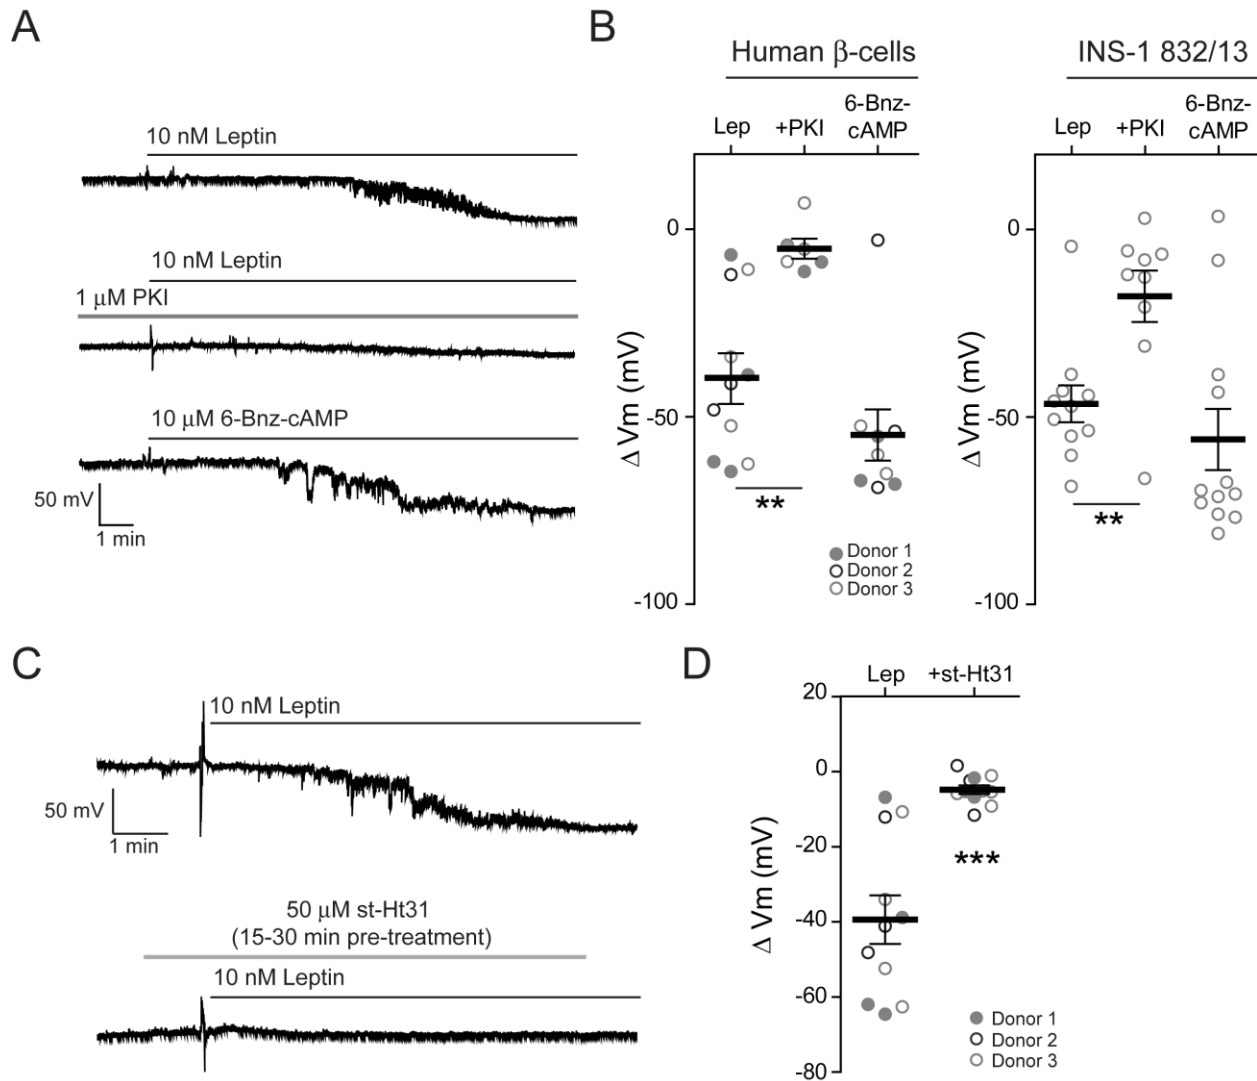 A
10 nM Leptin
10 nM Leptin
1 μM PKI
10 μM 6-Bnz-cAMP
50 mV
1 min
B
Human β-cells
INS-1 832/13
Lep
+PKI
6-Bnz-
cAMP
Lep
+PKI
6-Bnz-
cAMP
Δ Vm (mV)
0
-50
-100
**
Donor 1
Donor 2
Donor 3
Δ Vm (mV)
0
-50
-100
**
C
10 nM Leptin
50 mV
1 min
50 μM st-Ht31
(15-30 min pre-treatment)
10 nM Leptin
D
Lep
+st-Ht31
Δ Vm (mV)
20
0
-20
-40
-60
-80
***
Donor 1
Donor 2
Donor 3